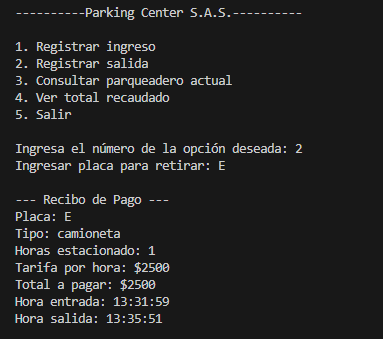 ----------Parking Center S.A.S.----------
1. Registrar ingreso
2. Registrar salida
3. Consultar parqueadero actual
4. Ver total recaudado
5. Salir
Ingresa el número de la opción deseada: 2
Ingresar placa para retirar: E
--- Recibo de Pago ---
Placa: E
Tipo: camioneta
Horas estacionado: 1
Tarifa por hora: $2500
Total a pagar: $2500
Hora entrada: 13:31:59
Hora salida: 13:35:51